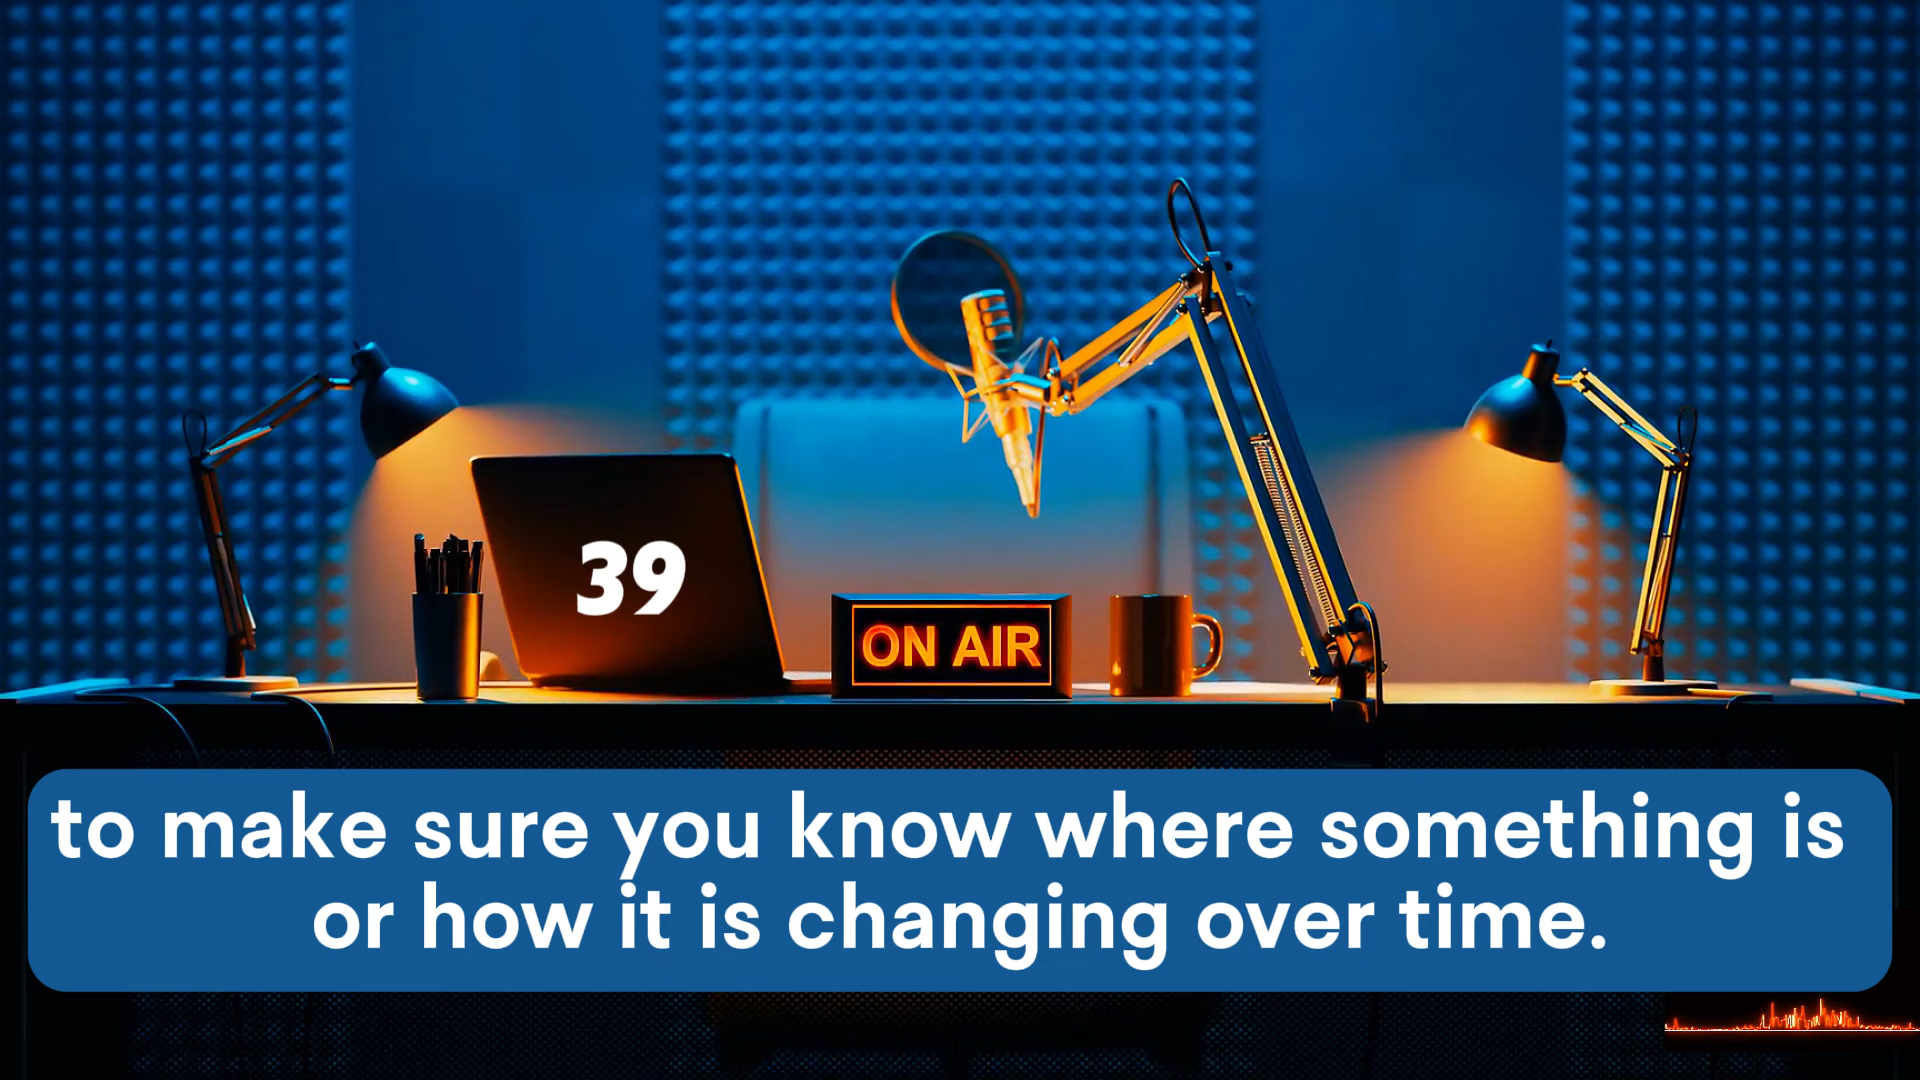 39
ON AIR
to make sure you know where something is
or how it is changing over time.